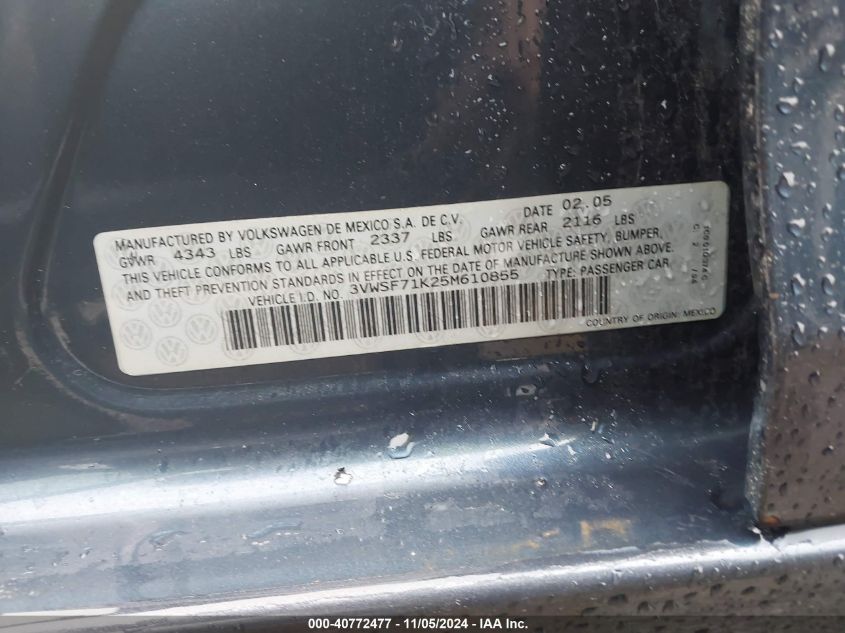 MANUFACTURED BY VOLKSWAGEN DE MEXICO S.A. DE C.V. DATE 02.05
GVWR 4343 LBS GAWR FRONT 2337 LBS GAWR REAR 2116 LBS
THIS VEHICLE CONFORMS TO ALL APPLICABLE U.S. FEDERAL MOTOR VEHICLE SAFETY, BUMPER,
AND THEFT PREVENTION STANDARDS IN EFFECT ON THE DATE OF MANUFACTURE SHOWN ABOVE.
VEHICLE I.D. NO. 3VWSF71K25M610855 TYPE: PASSENGER CAR
COUNTRY OF ORIGIN: MEXICO
000-40772477 - 11/05/2024 - IAA Inc.